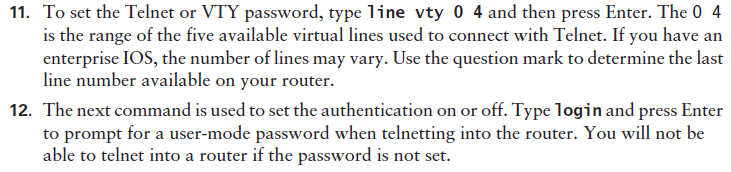 11. To set the Telnet or VTY password, type line vty 0 4 and then press Enter. The 0 4
is the range of the five available virtual lines used to connect with Telnet. If you have an
enterprise IOS, the number of lines may vary. Use the question mark to determine the last
line number available on your router.
12. The next command is used to set the authentication on or off. Type login and press Enter
to prompt for a user-mode password when telnetting into the router. You will not be
able to telnet into a router if the password is not set.